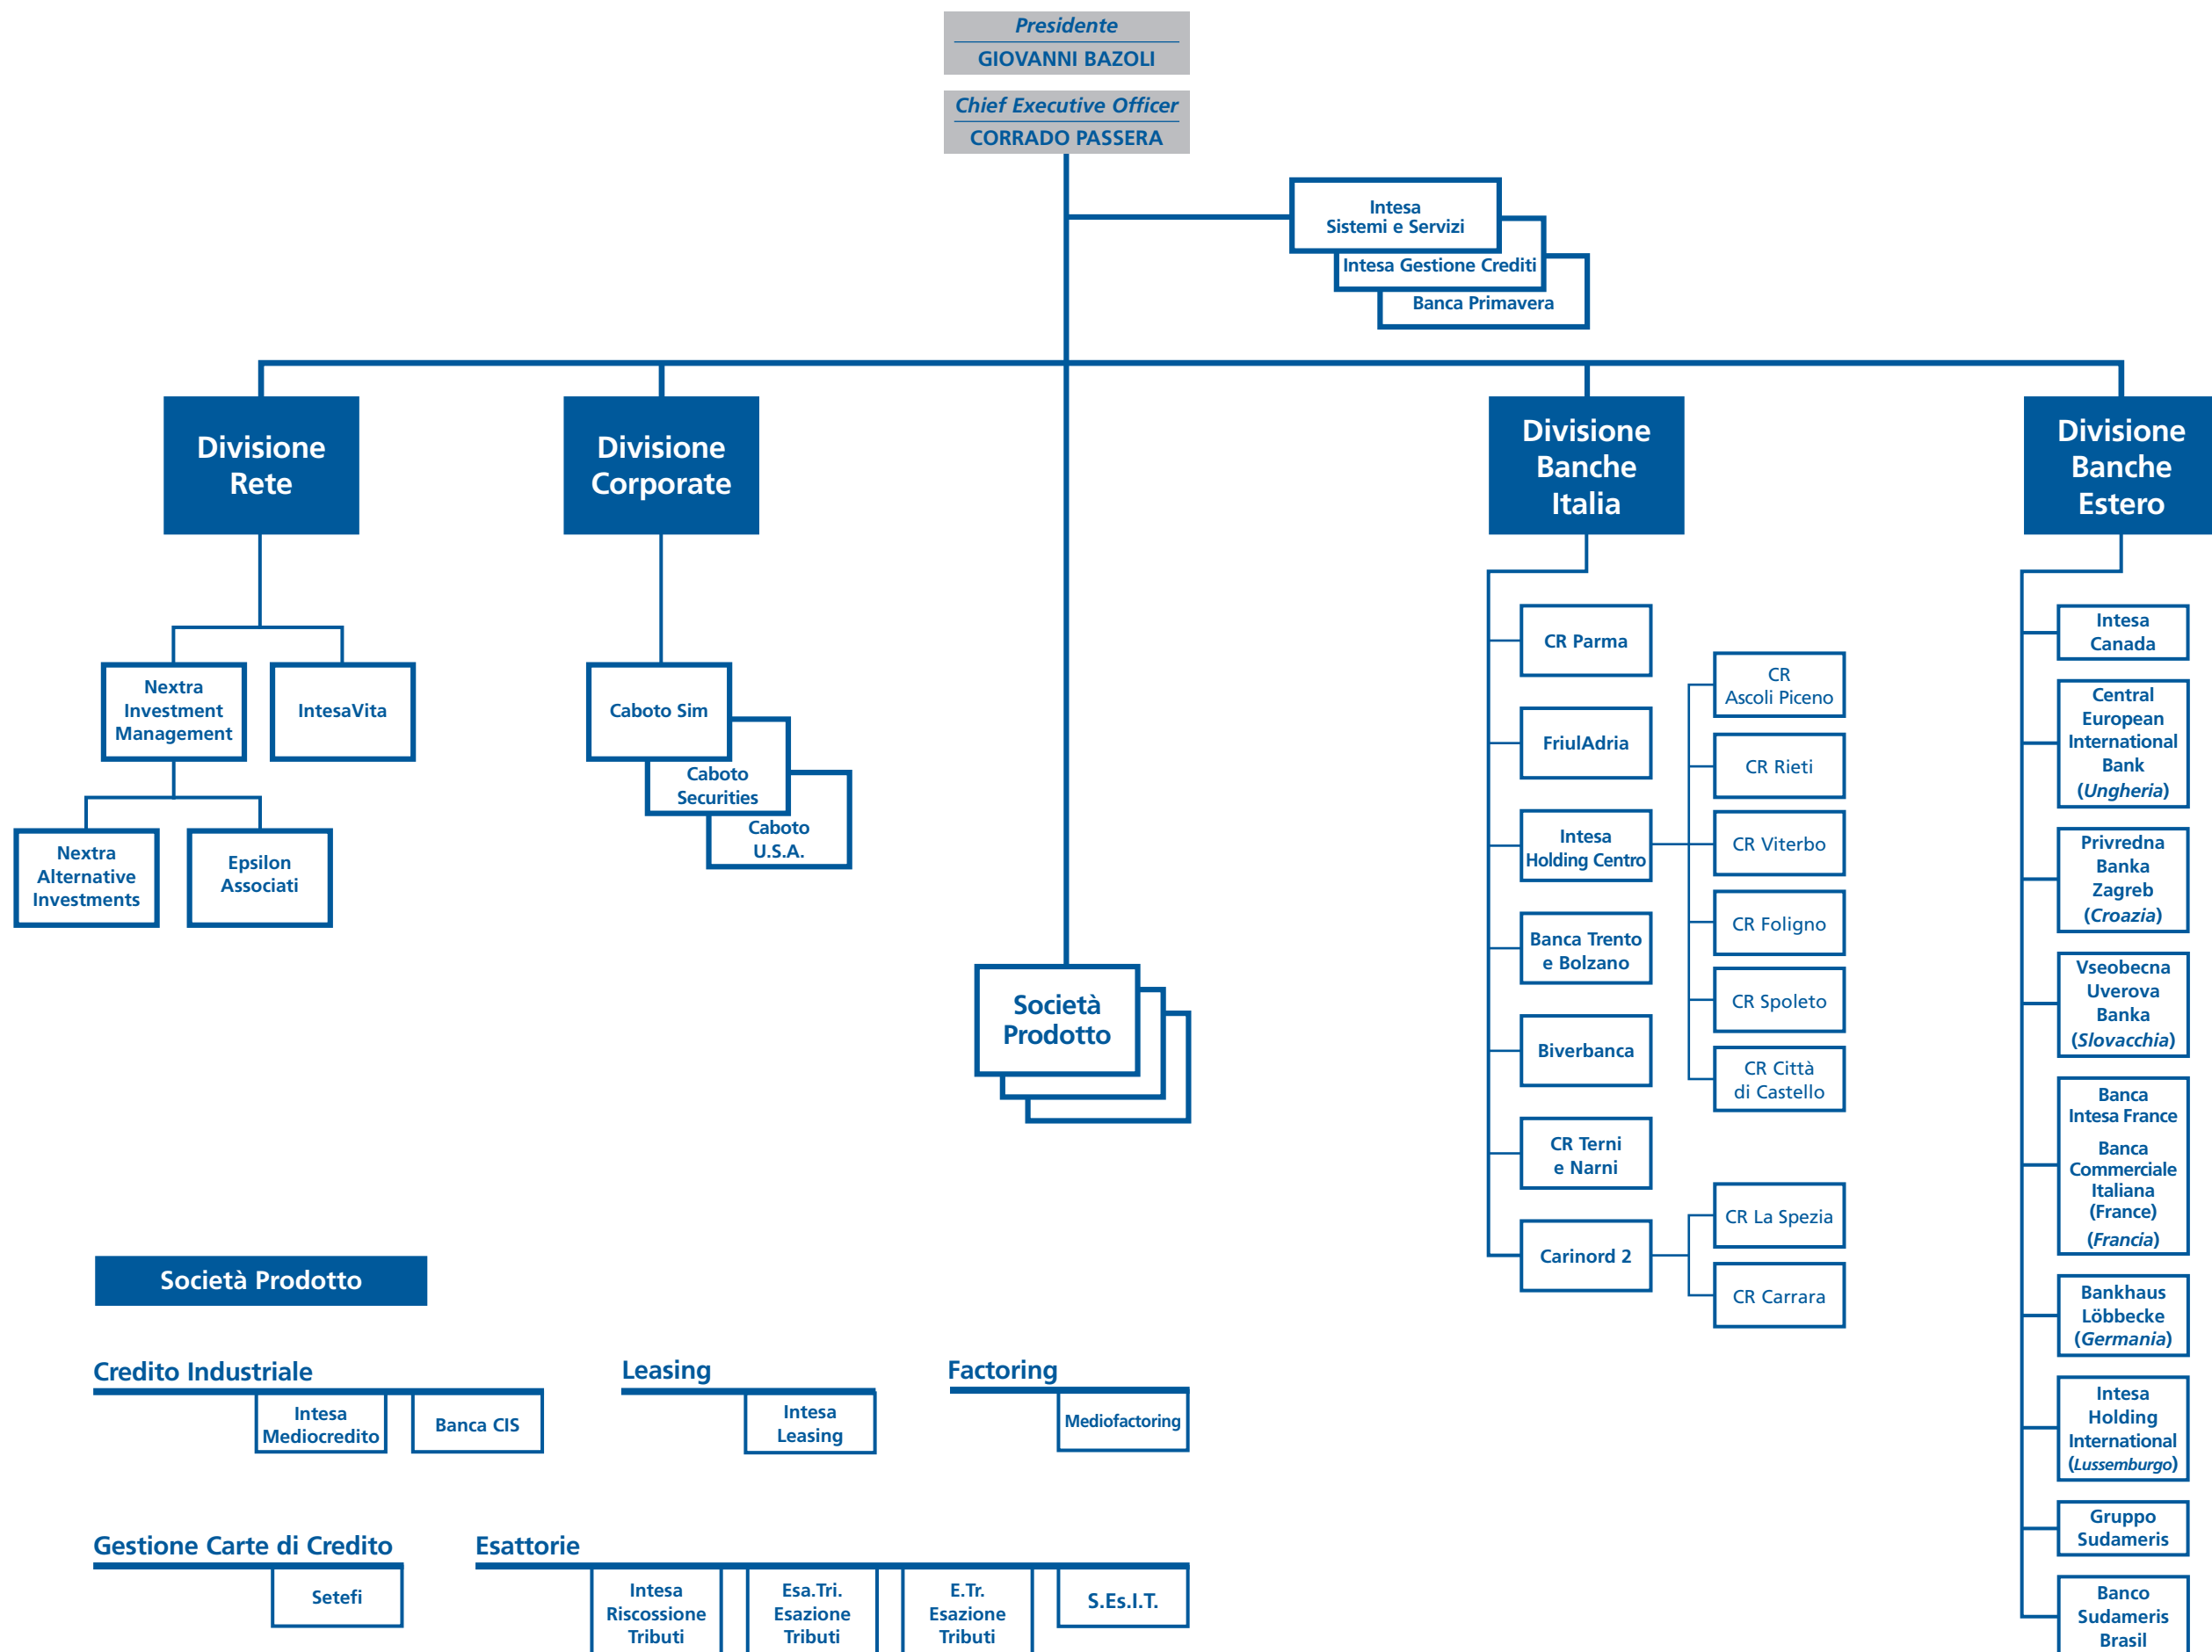 Presidente
GIOVANNI BAZOLI
Chief Executive Officer
CORRADO PASSERA
Intesa
Sistemi e Servizi
Intesa Gestione Crediti
Banca Primavera
Divisione
Rete
Divisione
Corporate
Divisione
Banche
Italia
Divisione
Banche
Estero
Nextra
Investment
Management
IntesaVita
Nextra
Alternative
Investments
Epsilon
Associati
Caboto Sim
Caboto
Securities
Caboto
U.S.A.
Società
Prodotto
CR Parma
FriulAdria
Intesa
Holding Centro
Banca Trento
e Bolzano
Biverbanca
CR Terni
e Narni
Carinord 2
CR
Ascoli Piceno
CR Rieti
CR Viterbo
CR Foligno
CR Spoleto
CR Città
di Castello
CR La Spezia
CR Carrara
Intesa
Canada
Central
European
International
Bank
(Ungheria)
Privredna
Banka
Zagreb
(Croazia)
Vseobecna
Uverova
Banka
(Slovacchia)
Banca
Intesa France
Banca
Commerciale
Italiana
(France)
(Francia)
Bankhaus
Löbbecke
(Germania)
Intesa
Holding
International
(Lussemburgo)
Gruppo
Sudameris
Banco
Sudameris
Brasil
Società Prodotto
Credito Industriale
Intesa
Mediocredito
Banca CIS
Leasing
Intesa
Leasing
Factoring
Mediofactoring
Gestione Carte di Credito
Setefi
Esattorie
Intesa
Riscossione
Tributi
Esa.Tri.
Esazione
Tributi
E.Tr.
Esazione
Tributi
S.Es.I.T.